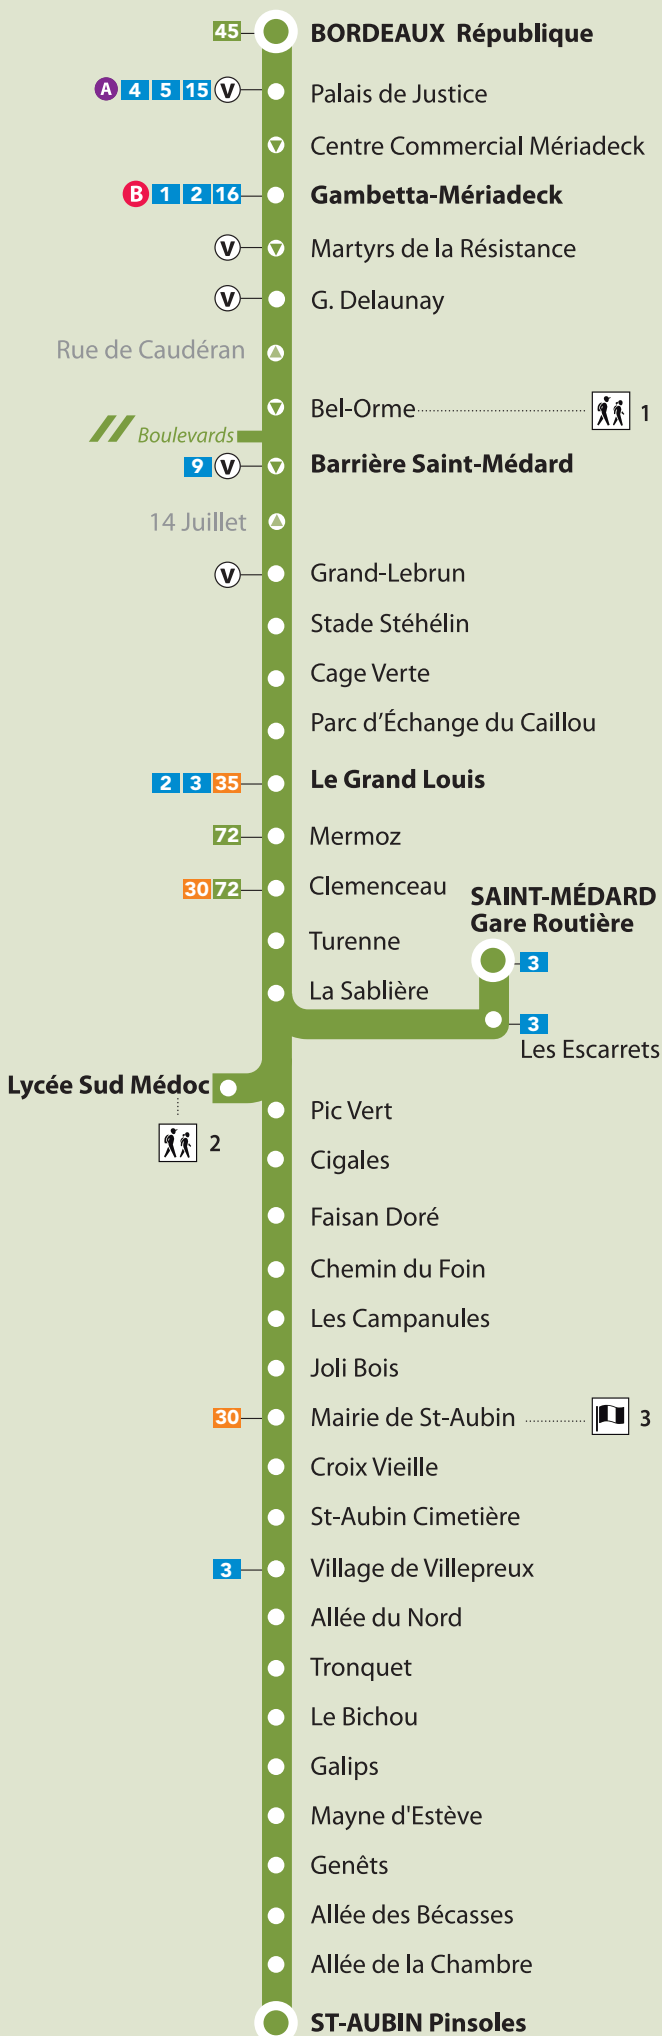 45 BORDEAUX République
A 4 5 15 V Palais de Justice
Centre Commercial Mériadeck
B 1 2 16 Gambetta-Mériadeck
V Martyrs de la Résistance
V G. Delaunay
Rue de Caudéran
Bel-Orme 1
Boulevards
9 V Barrière Saint-Médard
14 Juillet
V Grand-Lebrun
Stade Stéhélin
Cage Verte
Parc d'Échange du Caillou
2 3 35 Le Grand Louis
72 Mermoz
30 72 Clemenceau
SAINT-MÉDARD
Gare Routière
3
Turenne
La Sablière
3
Les Escarrets
Lycée Sud Médoc
2
Pic Vert
Cigales
Faisan Doré
Chemin du Foin
Les Campanules
Joli Bois
30 Mairie de St-Aubin 3
Croix Vieille
St-Aubin Cimetière
3 Village de Villepreux
Allée du Nord
Tronquet
Le Bichou
Galips
Mayne d'Estève
Genêts
Allée des Bécasses
Allée de la Chambre
ST-AUBIN Pinsoles